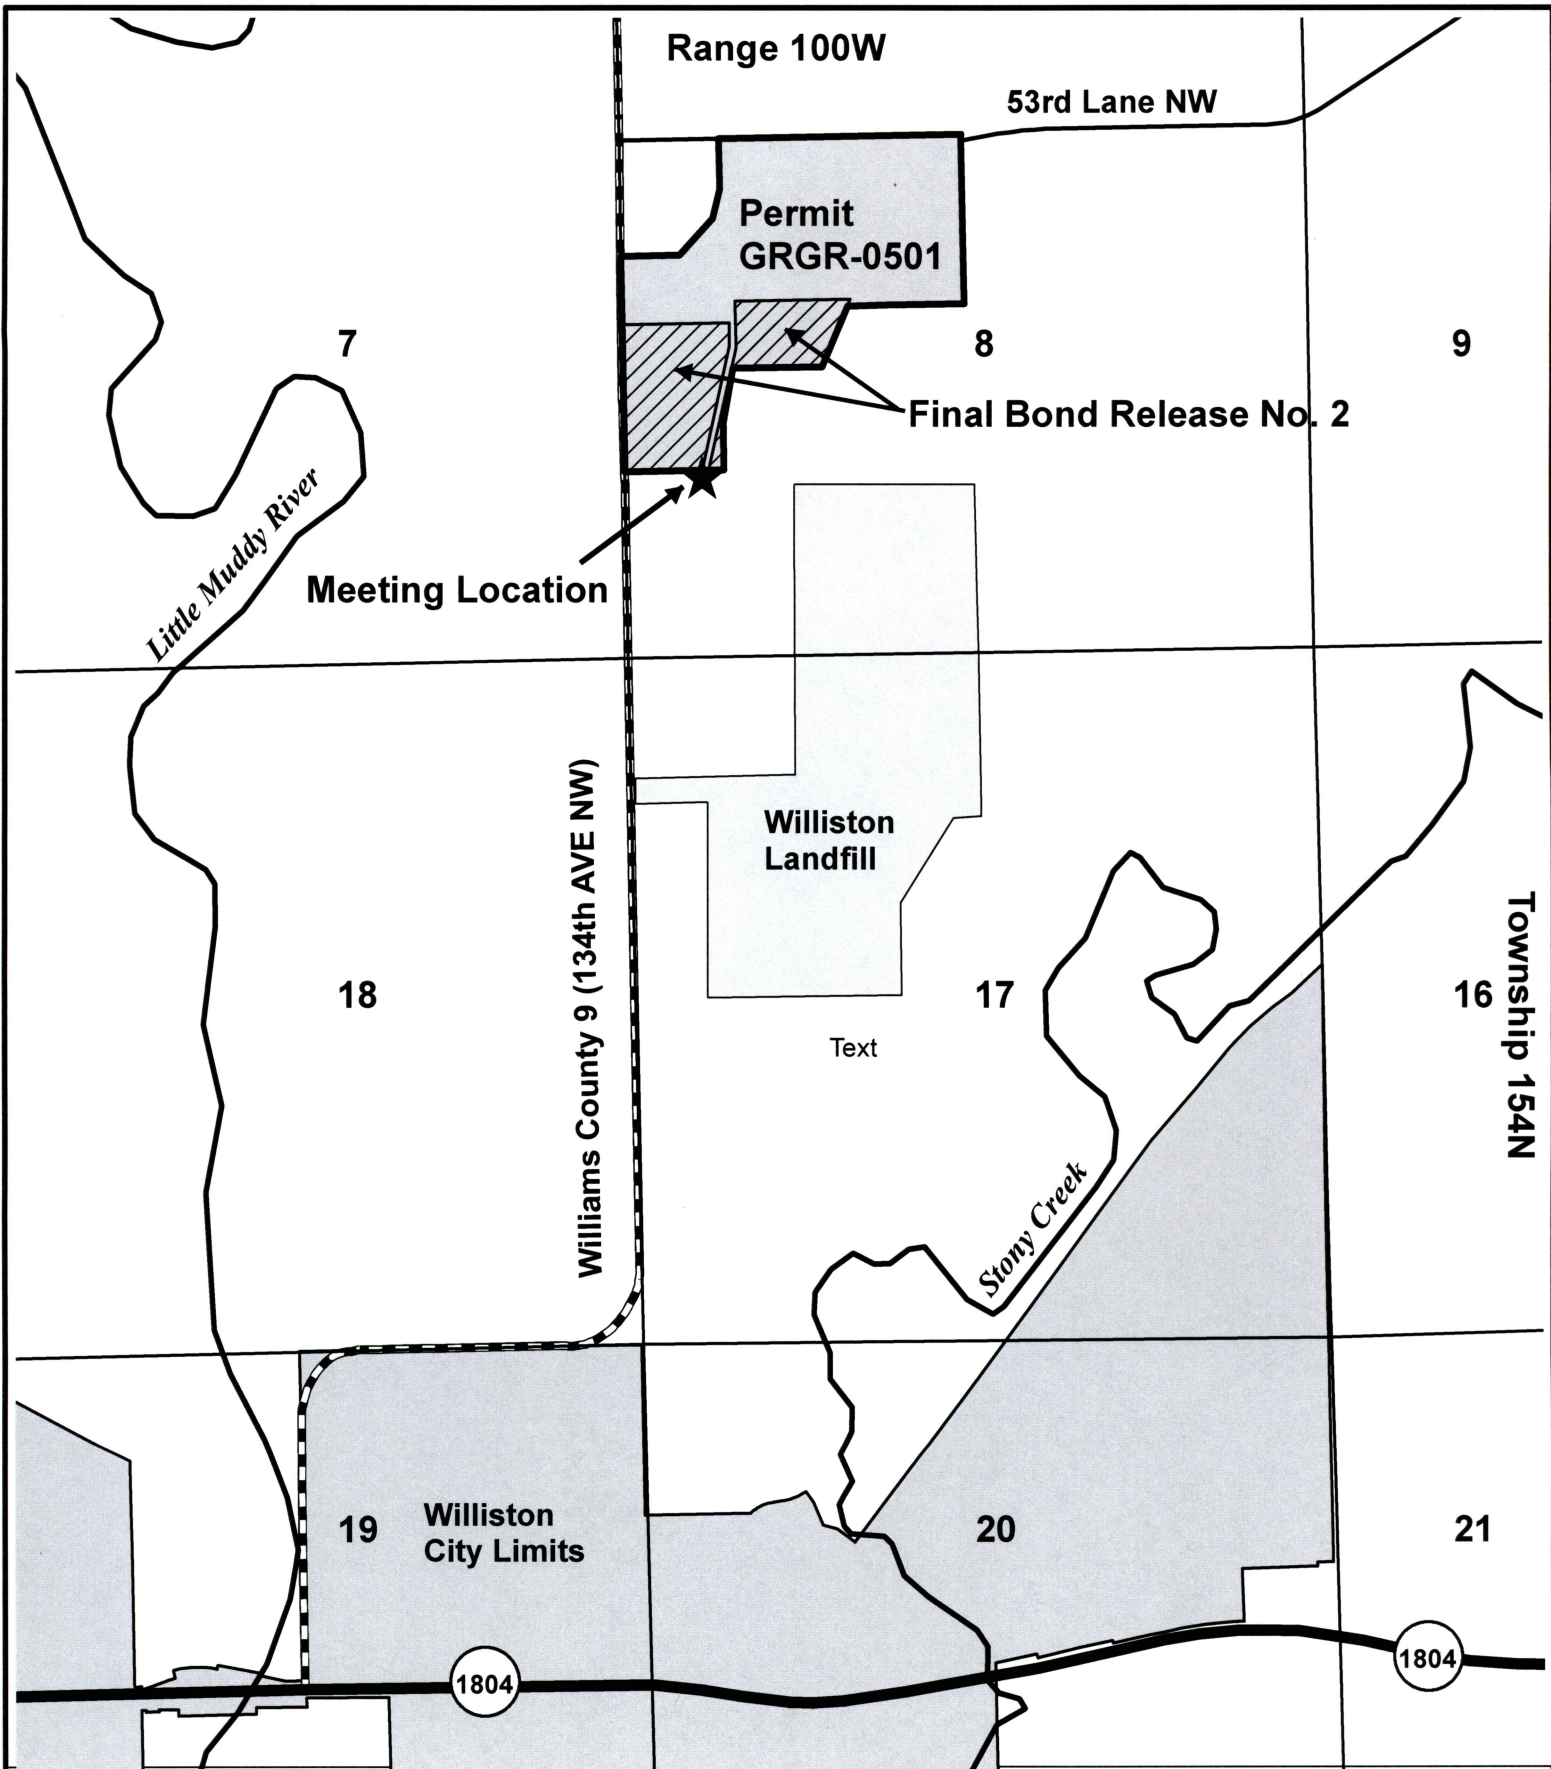 Range 100W
53rd Lane NW
Permit
GRGR-0501
7
8
9
Final Bond Release No. 2
Little Muddy River
Meeting Location
Williams County 9 (134th AVE NW)
Williston
Landfill
Township 154N
18
17
16
Text
Stony Creek
19
Williston
City Limits
20
21
1804
1804